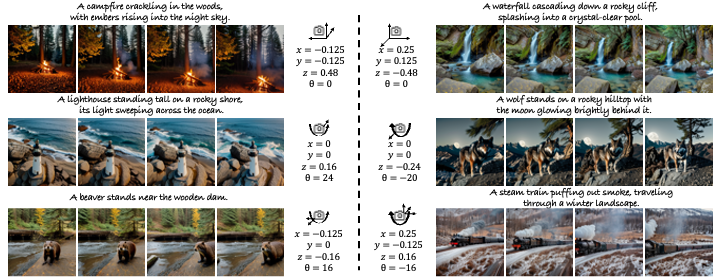 A campfire crackling in the woods,
with embers rising into the night sky.
x = −0.125
y = −0.125
z = 0.48
θ = 0
A lighthouse standing tall on a rocky shore,
its light sweeping across the ocean.
x = 0
y = 0
z = 0.16
θ = 24
A beaver stands near the wooden dam.
x = −0.125
y = 0
z = −0.16
θ = 16
A waterfall cascading down a rocky cliff,
splashing into a crystal-clear pool.
x = 0.25
y = 0.125
z = −0.48
θ = 0
A wolf stands on a rocky hilltop with
the moon glowing brightly behind it.
x = 0
y = 0
z = −0.24
θ = −20
A steam train puffing out smoke, traveling
through a winter landscape.
x = 0.25
y = −0.125
z = 0.16
θ = −16